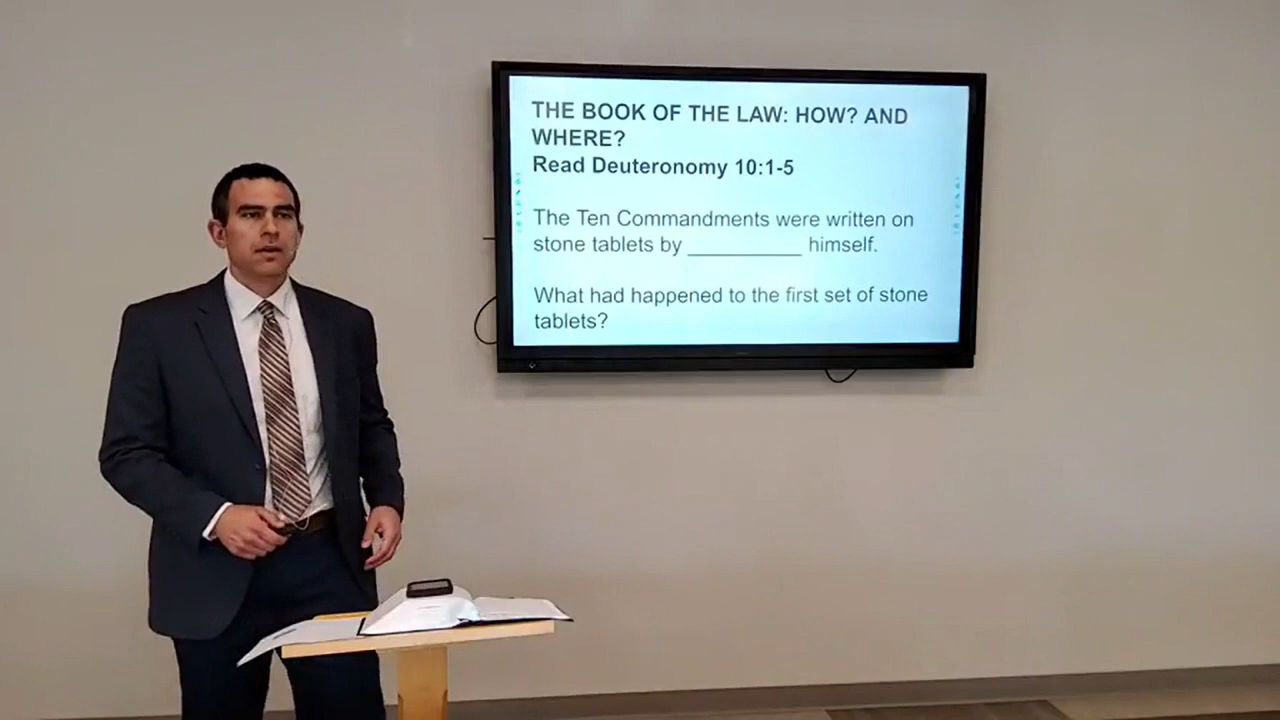 THE BOOK OF THE LAW: HOW? AND
WHERE?
Read Deuteronomy 10:1-5
The Ten Commandments were written on
stone tablets by __________ himself.
What had happened to the first set of stone
tablets?